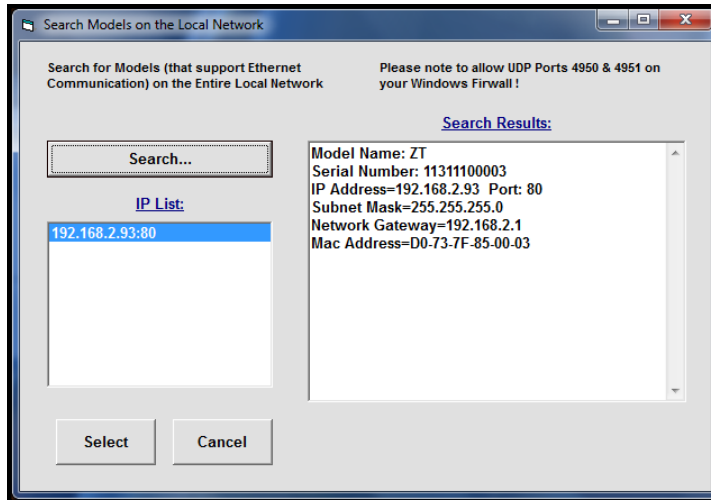 Search Models on the Local Network
Search for Models (that support Ethernet
Communication) on the Entire Local Network
Please note to allow UDP Ports 4950 & 4951 on
your Windows Firwall !
Search...
IP List:
192.168.2.93:80
Search Results:
Model Name: ZT
Serial Number: 11311100003
IP Address=192.168.2.93  Port: 80
Subnet Mask=255.255.255.0
Network Gateway=192.168.2.1
Mac Address=D0-73-7F-85-00-03
Select
Cancel